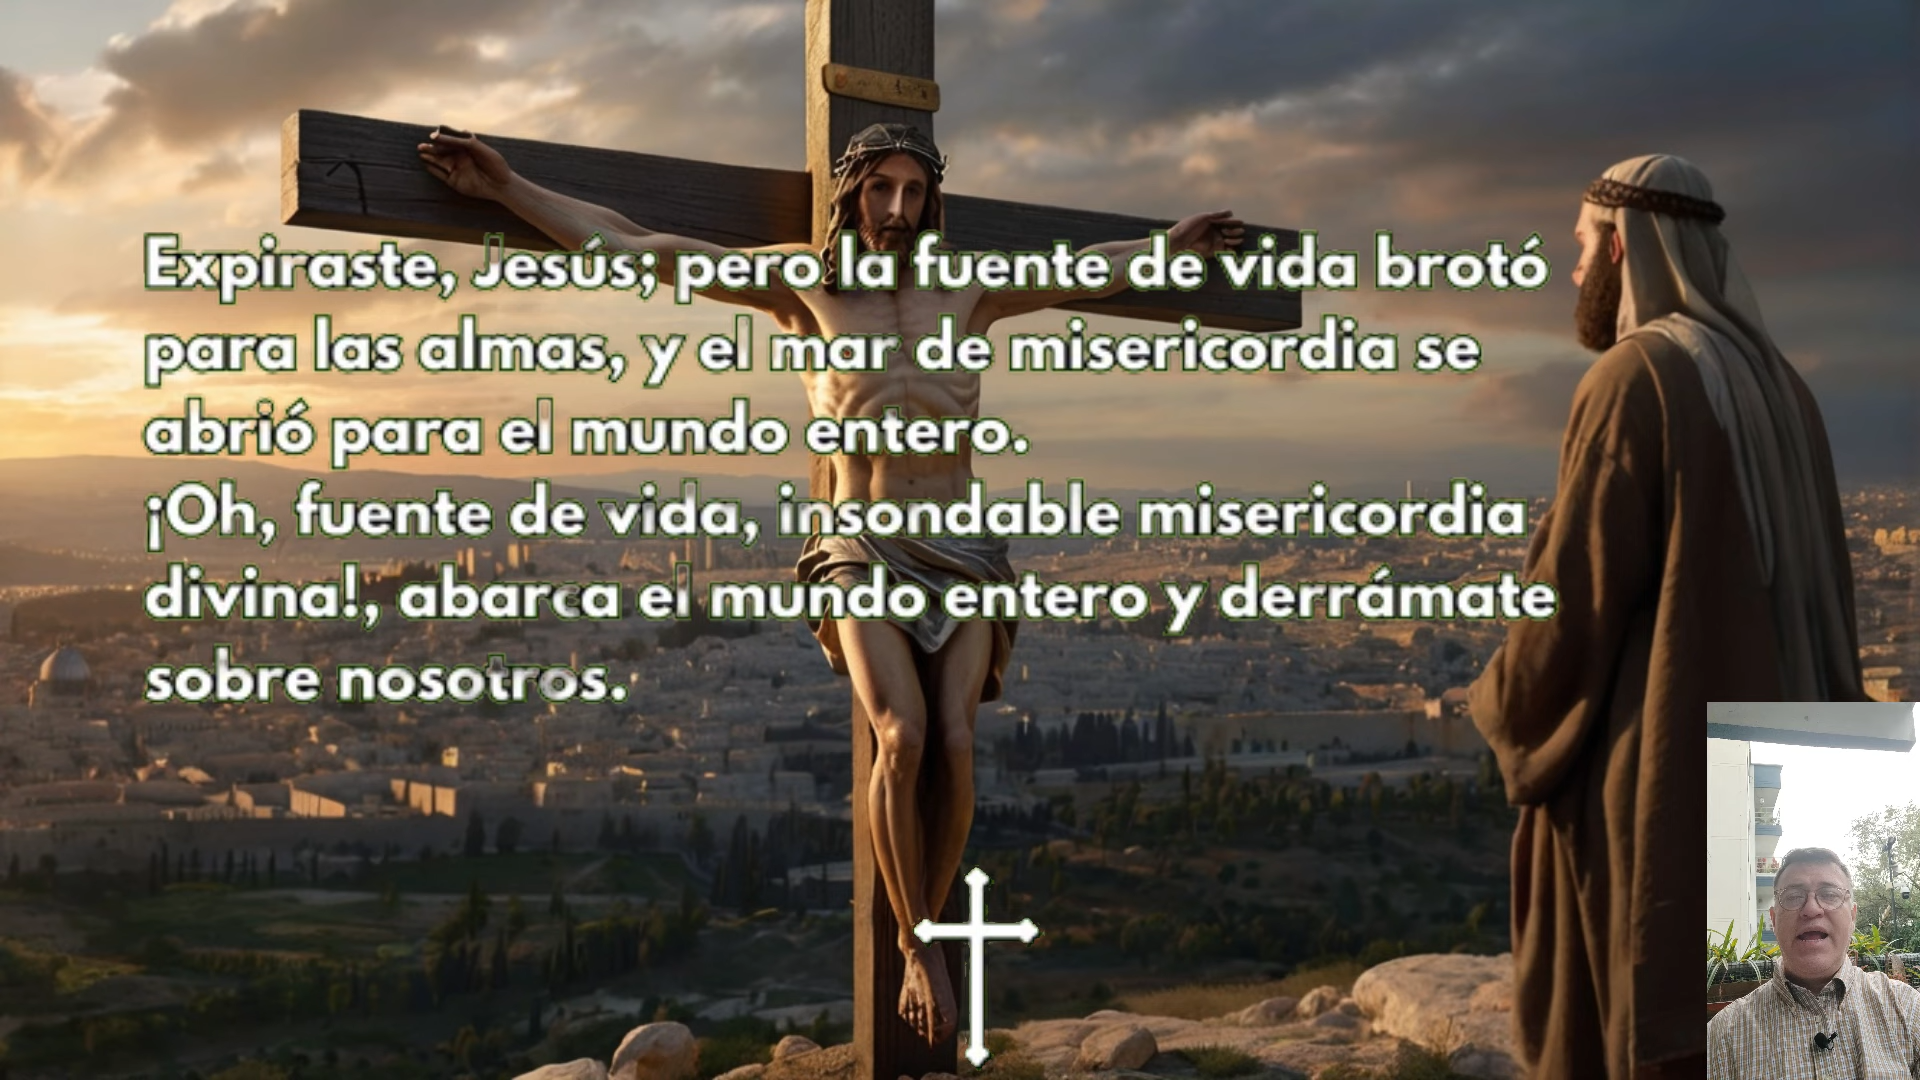 Expiraste, Jesús; pero la fuente de vida brotó
para las almas, y el mar de misericordia se
abrió para el mundo entero.
¡Oh, fuente de vida, insondable misericordia
divina!, abarca el mundo entero y derrámate
sobre nosotros.